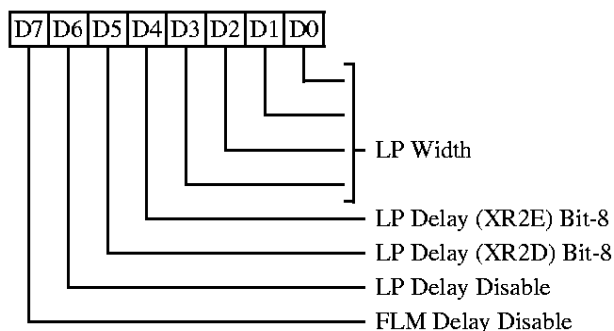 D7 D6 D5 D4 D3 D2 D1 D0
LP Width
LP Delay (XR2E) Bit-8
LP Delay (XR2D) Bit-8
LP Delay Disable
FLM Delay Disable